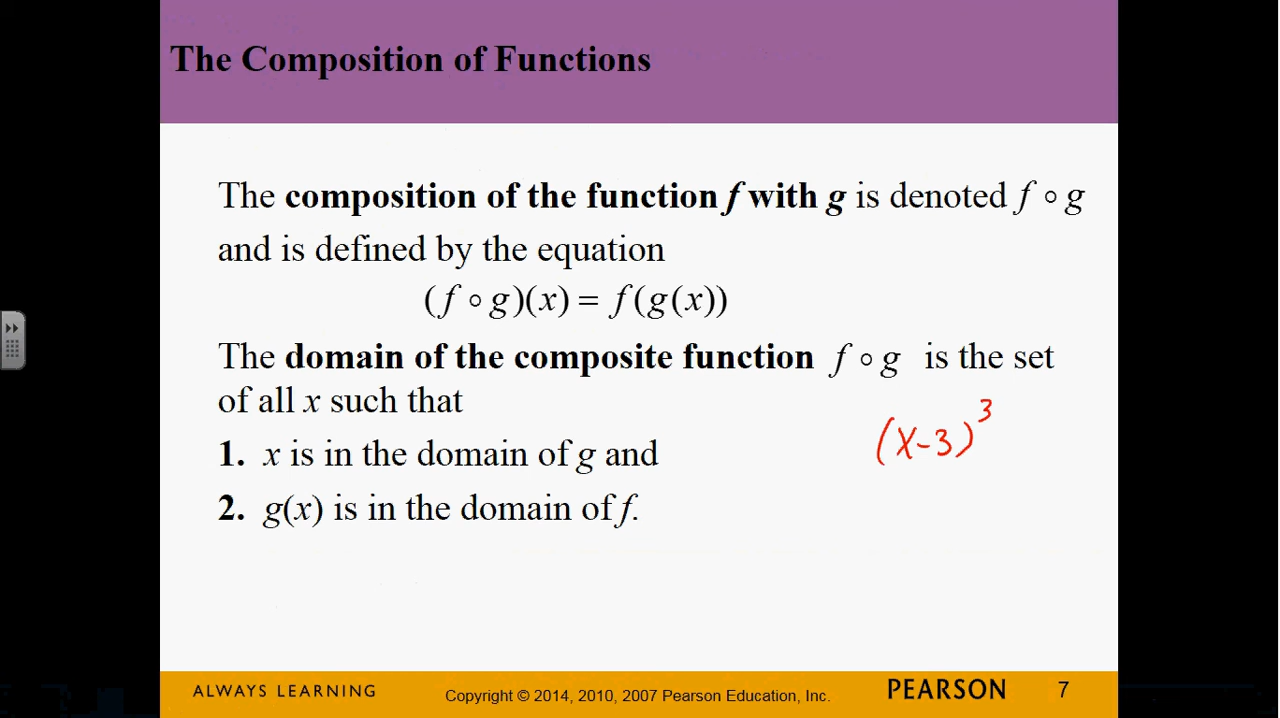 The Composition of Functions
The composition of the function f with g is denoted f ∘ g
and is defined by the equation
(f ∘ g)(x) = f(g(x))
The domain of the composite function f ∘ g is the set
of all x such that
(x-3)³
1. x is in the domain of g and
2. g(x) is in the domain of f.
ALWAYS LEARNING
Copyright © 2014, 2010, 2007 Pearson Education, Inc.
PEARSON
7